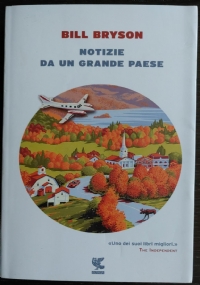 BILL BRYSON
NOTIZIE
DA UN GRANDE PAESE
«Uno dei suoi libri migliori.»
The Independent